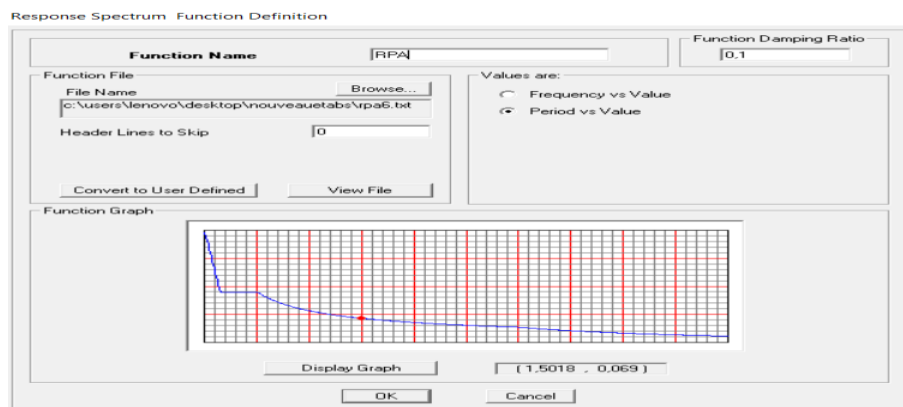 Response Spectrum Function Definition
Function Name
RPA
Function Damping Ratio
0,1
Function File
File Name
Browse...
c:\users\lenovo\desktop\nouveauetabs\rpa6.txt
Header Lines to Skip
0
Convert to User Defined
View File
Values are:
Frequency vs Value
Period vs Value
Function Graph
Display Graph
(1,5018 , 0,069 )
OK
Cancel